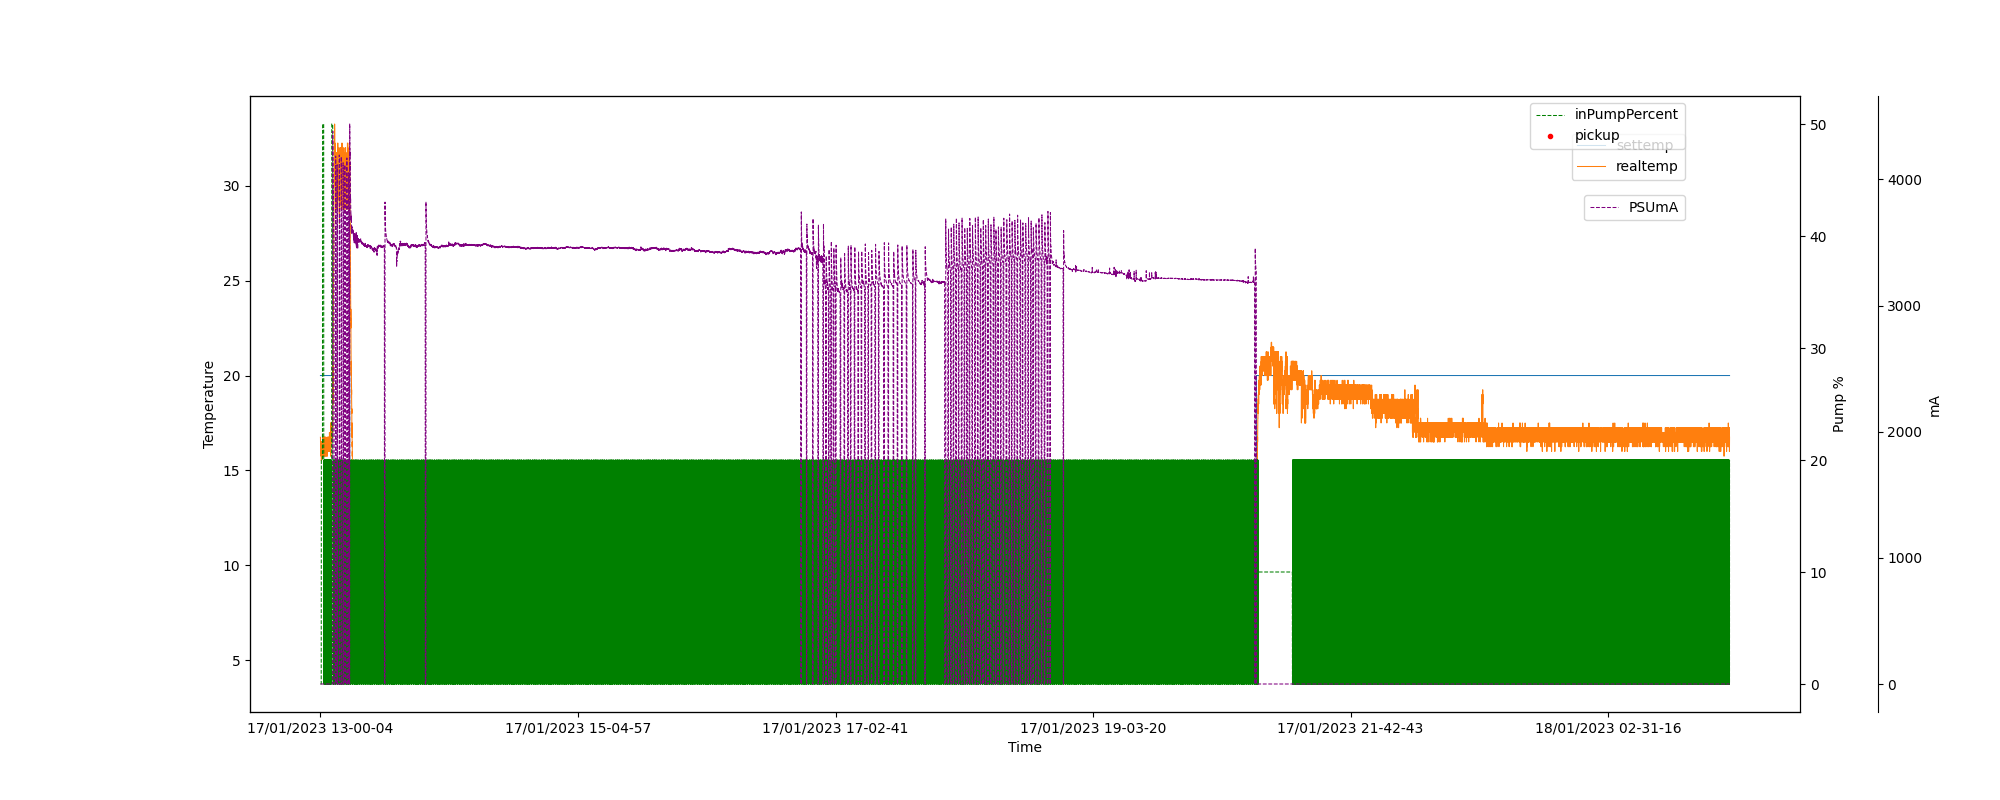 inPumpPercent
pickup
settemp
realtemp
PSUmA
30
25
20
15
10
5
Temperature
50
40
30
20
10
0
Pump %
4000
3000
2000
1000
0
mA
17/01/2023 13-00-04
17/01/2023 15-04-57
17/01/2023 17-02-41
17/01/2023 19-03-20
17/01/2023 21-42-43
18/01/2023 02-31-16
Time